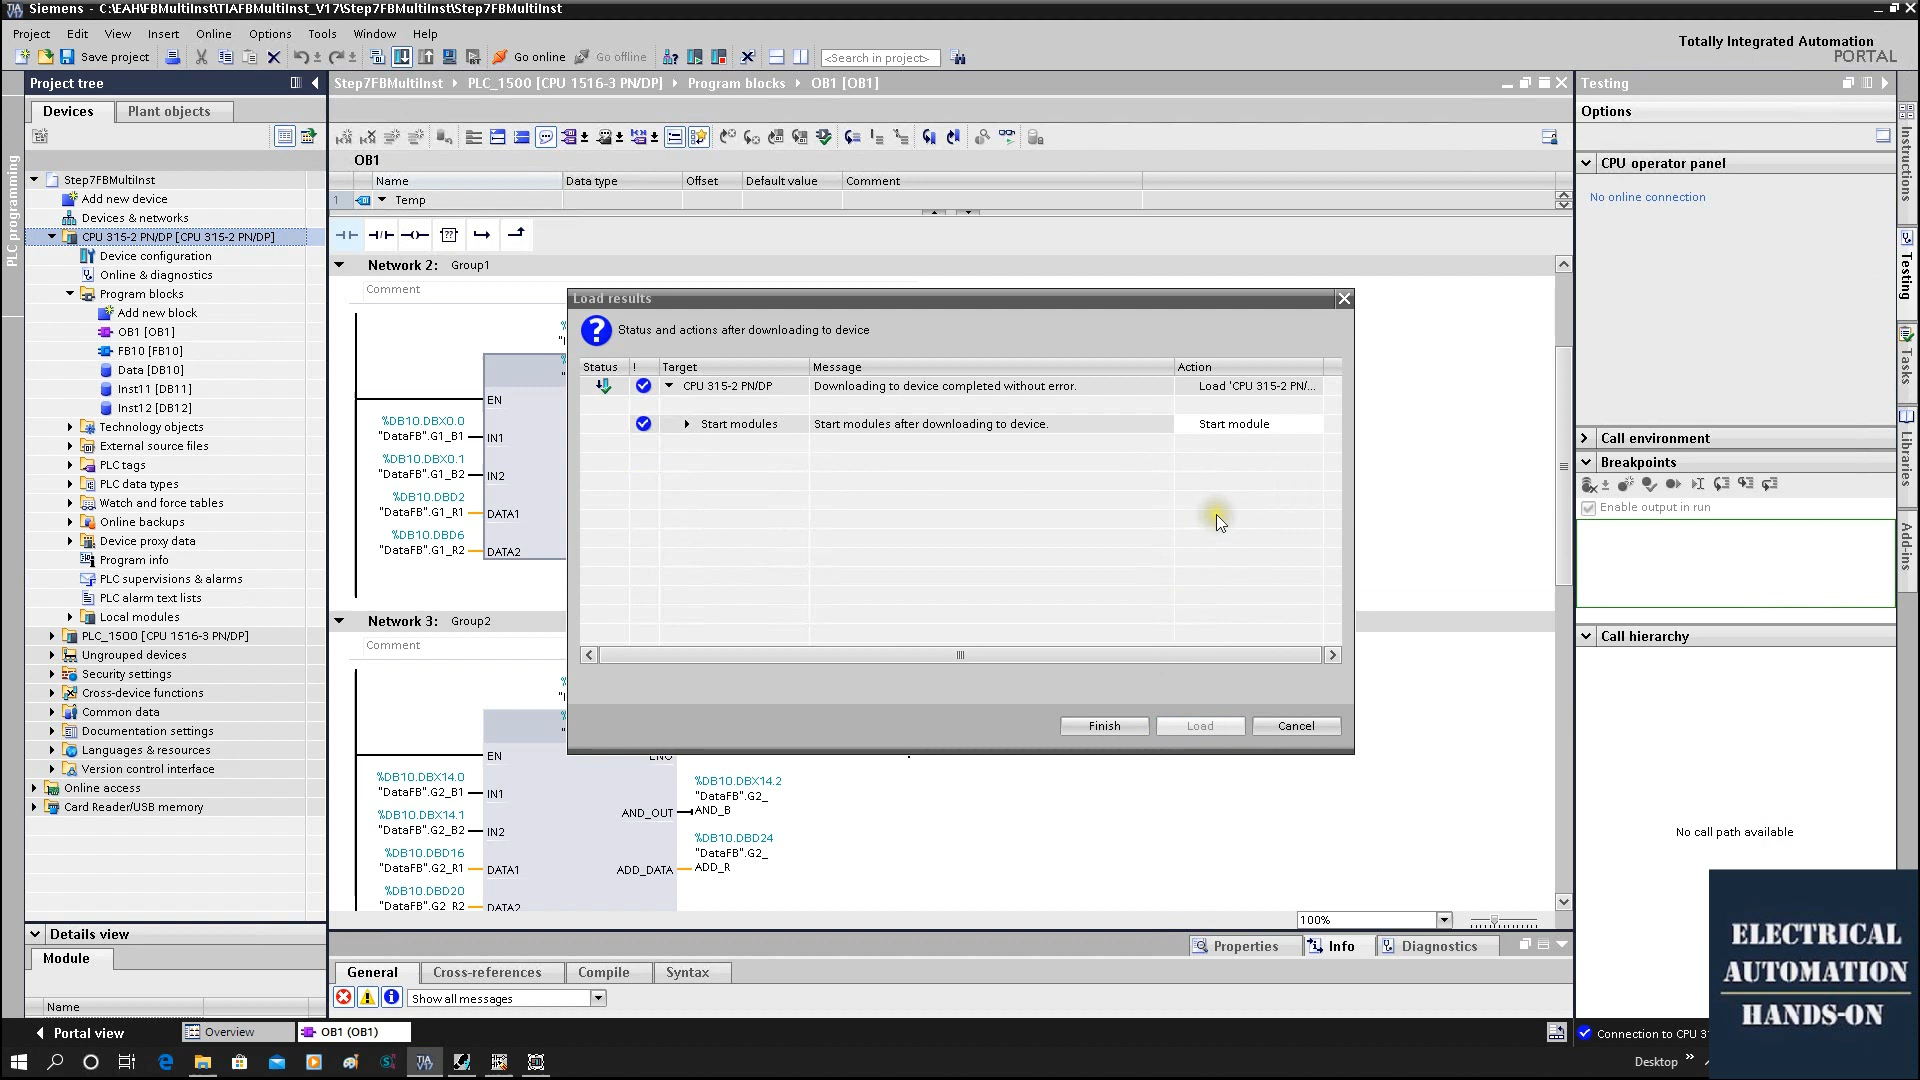 Siemens - C:\EAH\FBMultiInst\TIAFBMultiInst_V17\Step7FBMultiInst\Step7FBMultiInst
Project Edit View Insert Online Options Tools Window Help
Totally Integrated Automation
PORTAL
Save project
Go online
Go offline
<Search in project>
Project tree
Step7FBMultiInst PLC_1500 [CPU 1516-3 PN/DP] Program blocks OB1 [OB1]
Testing
Devices
Plant objects
Options
PLC programming
OB1
Name Data type Offset Default value Comment
1 Temp
CPU operator panel
No online connection
Step7FBMultiInst
Add new device
Devices & networks
CPU 315-2 PN/DP [CPU 315-2 PN/DP]
Device configuration
Online & diagnostics
Program blocks
Add new block
OB1 [OB1]
FB10 [FB10]
Data [DB10]
Inst11 [DB11]
Inst12 [DB12]
Technology objects
External source files
PLC tags
PLC data types
Watch and force tables
Online backups
Device proxy data
Program info
PLC supervisions & alarms
PLC alarm text lists
Local modules
PLC_1500 [CPU 1516-3 PN/DP]
Ungrouped devices
Security settings
Cross-device functions
Common data
Documentation settings
Languages & resources
Version control interface
Online access
Card Reader/USB memory
Network 2: Group1
Comment
EN
%DB10.DBX0.0
"DataFB".G1_B1
IN1
%DB10.DBX0.1
"DataFB".G1_B2
IN2
%DB10.DBD2
"DataFB".G1_R1
DATA1
%DB10.DBD6
"DataFB".G1_R2
DATA2
Load results
Status and actions after downloading to device
Status ! Target Message Action
CPU 315-2 PN/DP Downloading to device completed without error. Load 'CPU 315-2 PN/...
Start modules Start modules after downloading to device. Start module
Finish Load Cancel
Network 3: Group2
Comment
EN
ENO
%DB10.DBX14.0
"DataFB".G2_B1
IN1
%DB10.DBX14.1
"DataFB".G2_B2
IN2
%DB10.DBD16
"DataFB".G2_R1
DATA1
%DB10.DBD20
"DataFB".G2_R2
DATA2
AND_OUT
%DB10.DBX14.2
"DataFB".G2_
AND_B
ADD_DATA
%DB10.DBD24
"DataFB".G2_
ADD_R
100%
Call environment
Breakpoints
Enable output in run
Call hierarchy
No call path available
Instructions
Testing
Tasks
Libraries
Add-ins
Details view
Module
Name
Properties Info Diagnostics
General Cross-references Compile Syntax
Show all messages
Portal view
Overview
OB1 (OB1)
Connection to CPU 3
Desktop
ELECTRICAL
AUTOMATION
HANDS-ON